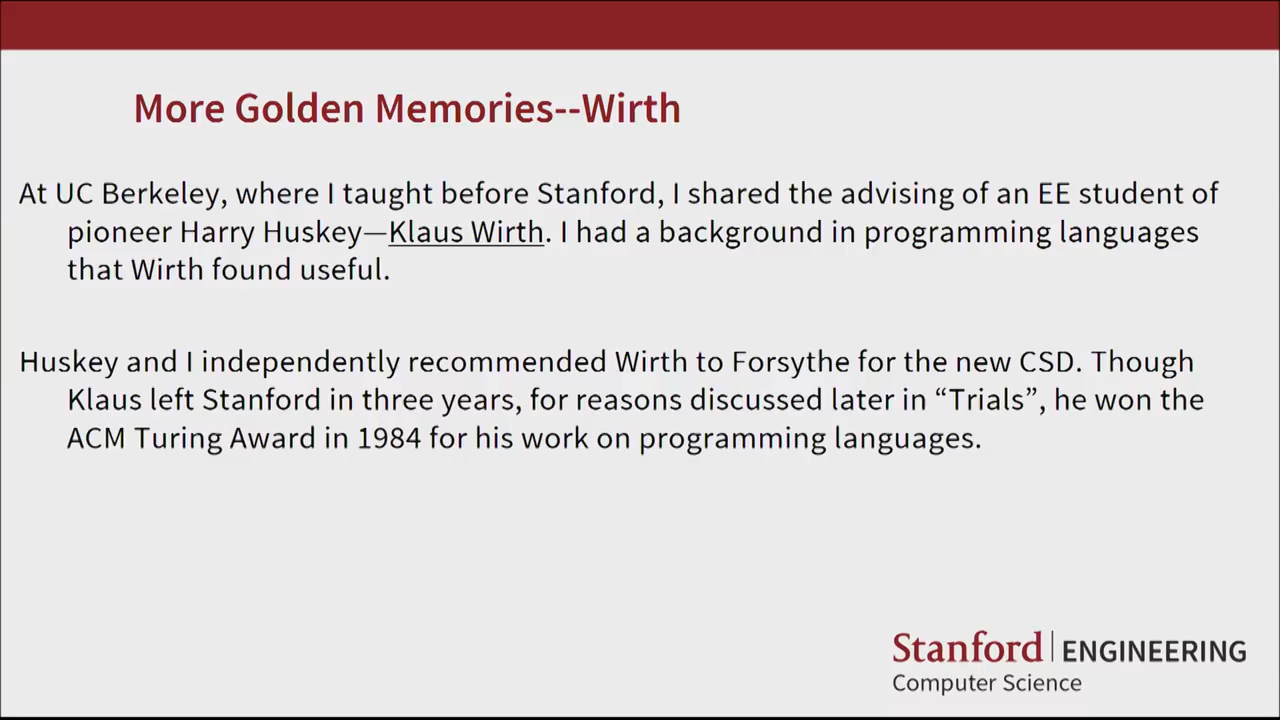 More Golden Memories--Wirth
At UC Berkeley, where I taught before Stanford, I shared the advising of an EE student of
pioneer Harry Huskey—Klaus Wirth. I had a background in programming languages
that Wirth found useful.
Huskey and I independently recommended Wirth to Forsythe for the new CSD. Though
Klaus left Stanford in three years, for reasons discussed later in “Trials”, he won the
ACM Turing Award in 1984 for his work on programming languages.
Stanford | ENGINEERING
Computer Science